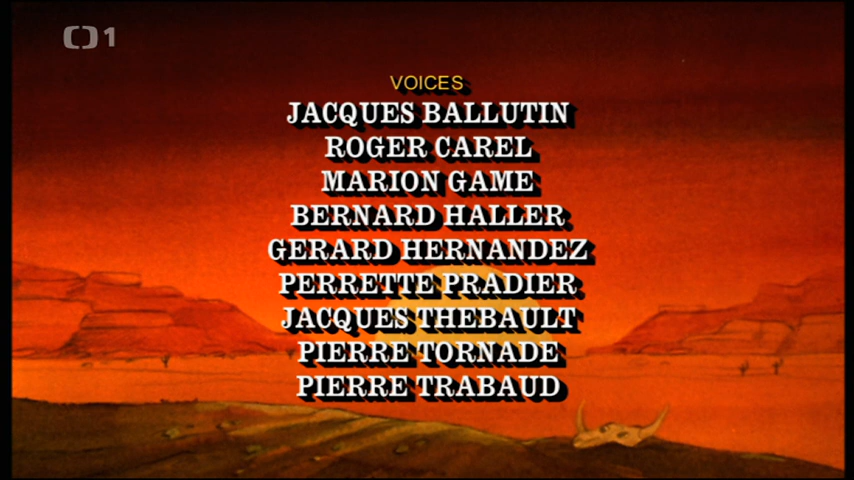 C1
VOICES
JACQUES BALLUTIN
ROGER CAREL
MARION GAME
BERNARD HALLER
GERARD HERNANDEZ
PERRETTE PRADIER
JACQUES THEBAULT
PIERRE TORNADE
PIERRE TRABAUD